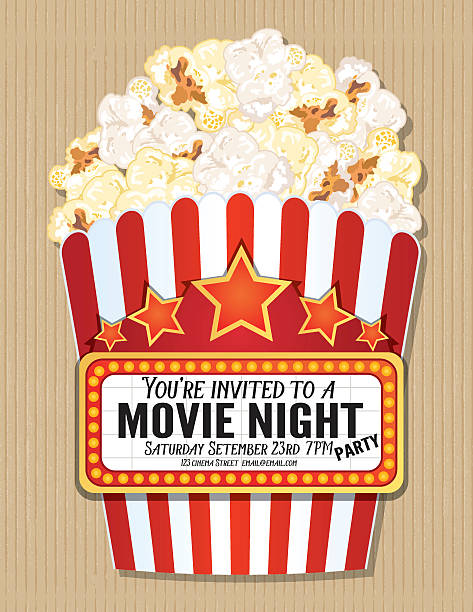 YOU'RE INVITED TO A
MOVIE NIGHT
PARTY
SATURDAY SETEMBER 23RD 7PM
123 CINEMA STREET EMAIL@EMAIL.COM